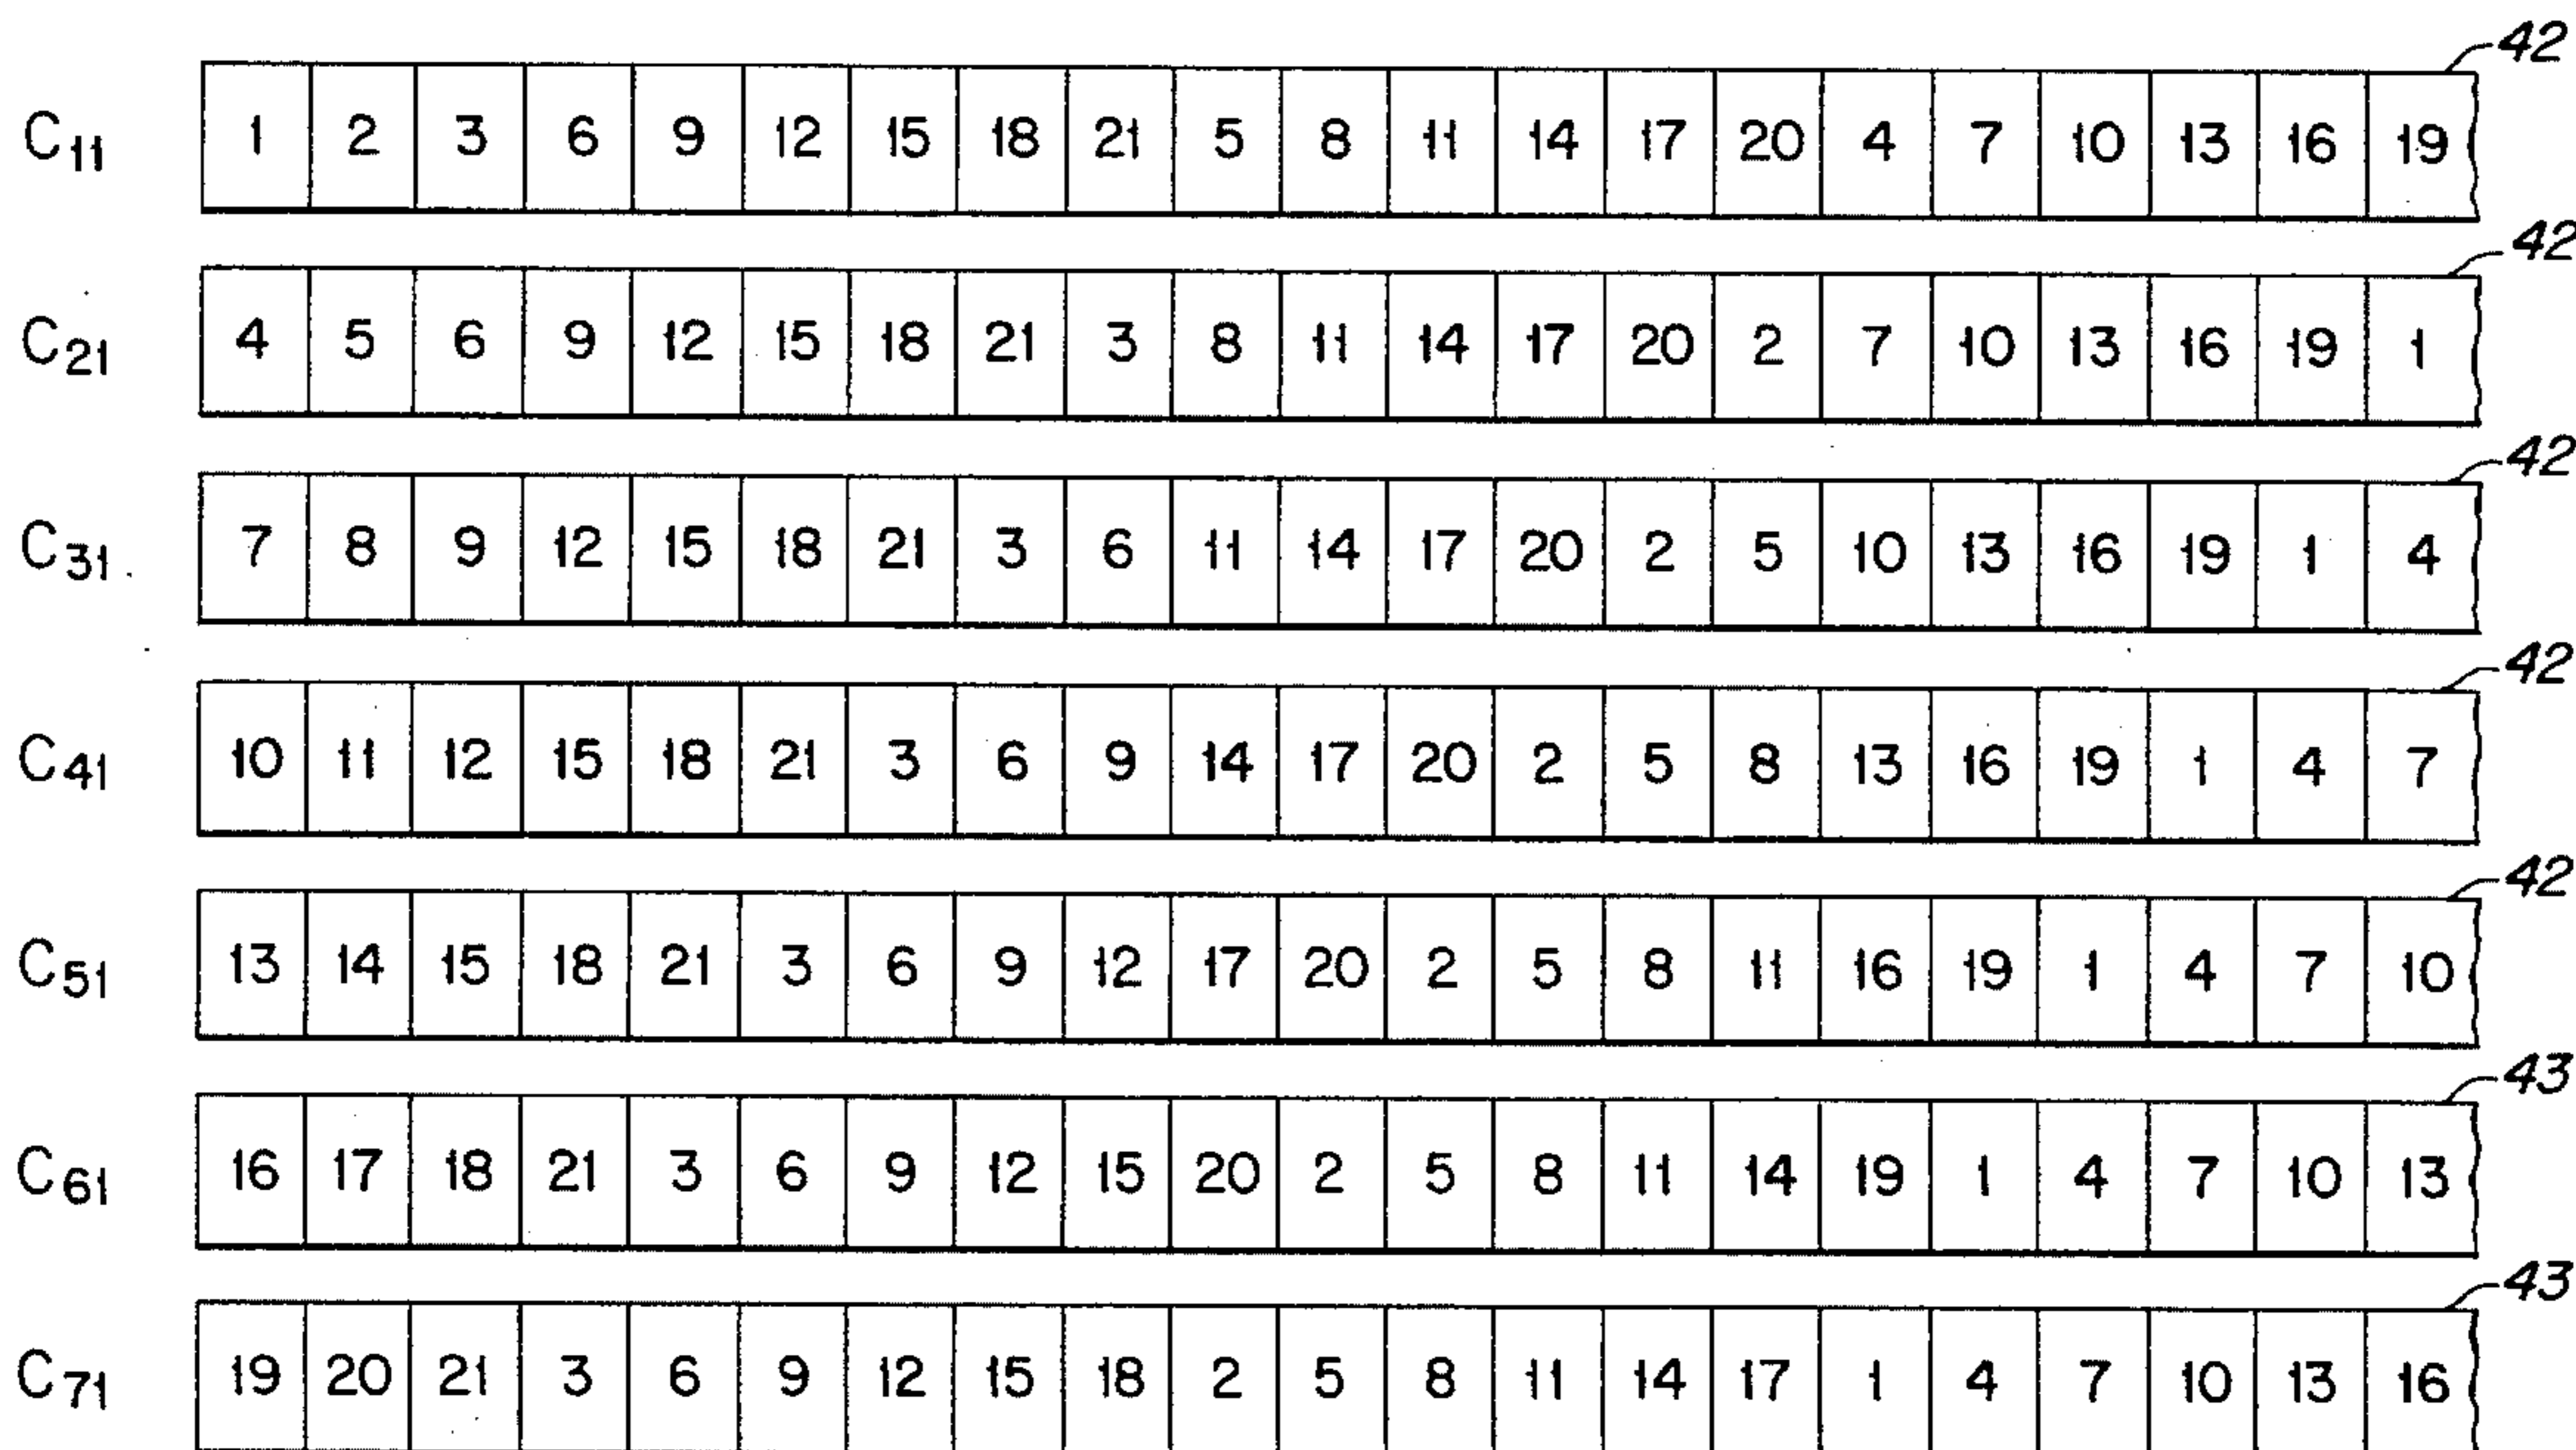 42
C11 1 2 3 6 9 12 15 18 21 5 8 11 14 17 20 4 7 10 13 16 19
42
C21 4 5 6 9 12 15 18 21 3 8 11 14 17 20 2 7 10 13 16 19 1
42
C31 7 8 9 12 15 18 21 3 6 11 14 17 20 2 5 10 13 16 19 1 4
42
C41 10 11 12 15 18 21 3 6 9 14 17 20 2 5 8 13 16 19 1 4 7
42
C51 13 14 15 18 21 3 6 9 12 17 20 2 5 8 11 16 19 1 4 7 10
43
C61 16 17 18 21 3 6 9 12 15 20 2 5 8 11 14 19 1 4 7 10 13
43
C71 19 20 21 3 6 9 12 15 18 2 5 8 11 14 17 1 4 7 10 13 16